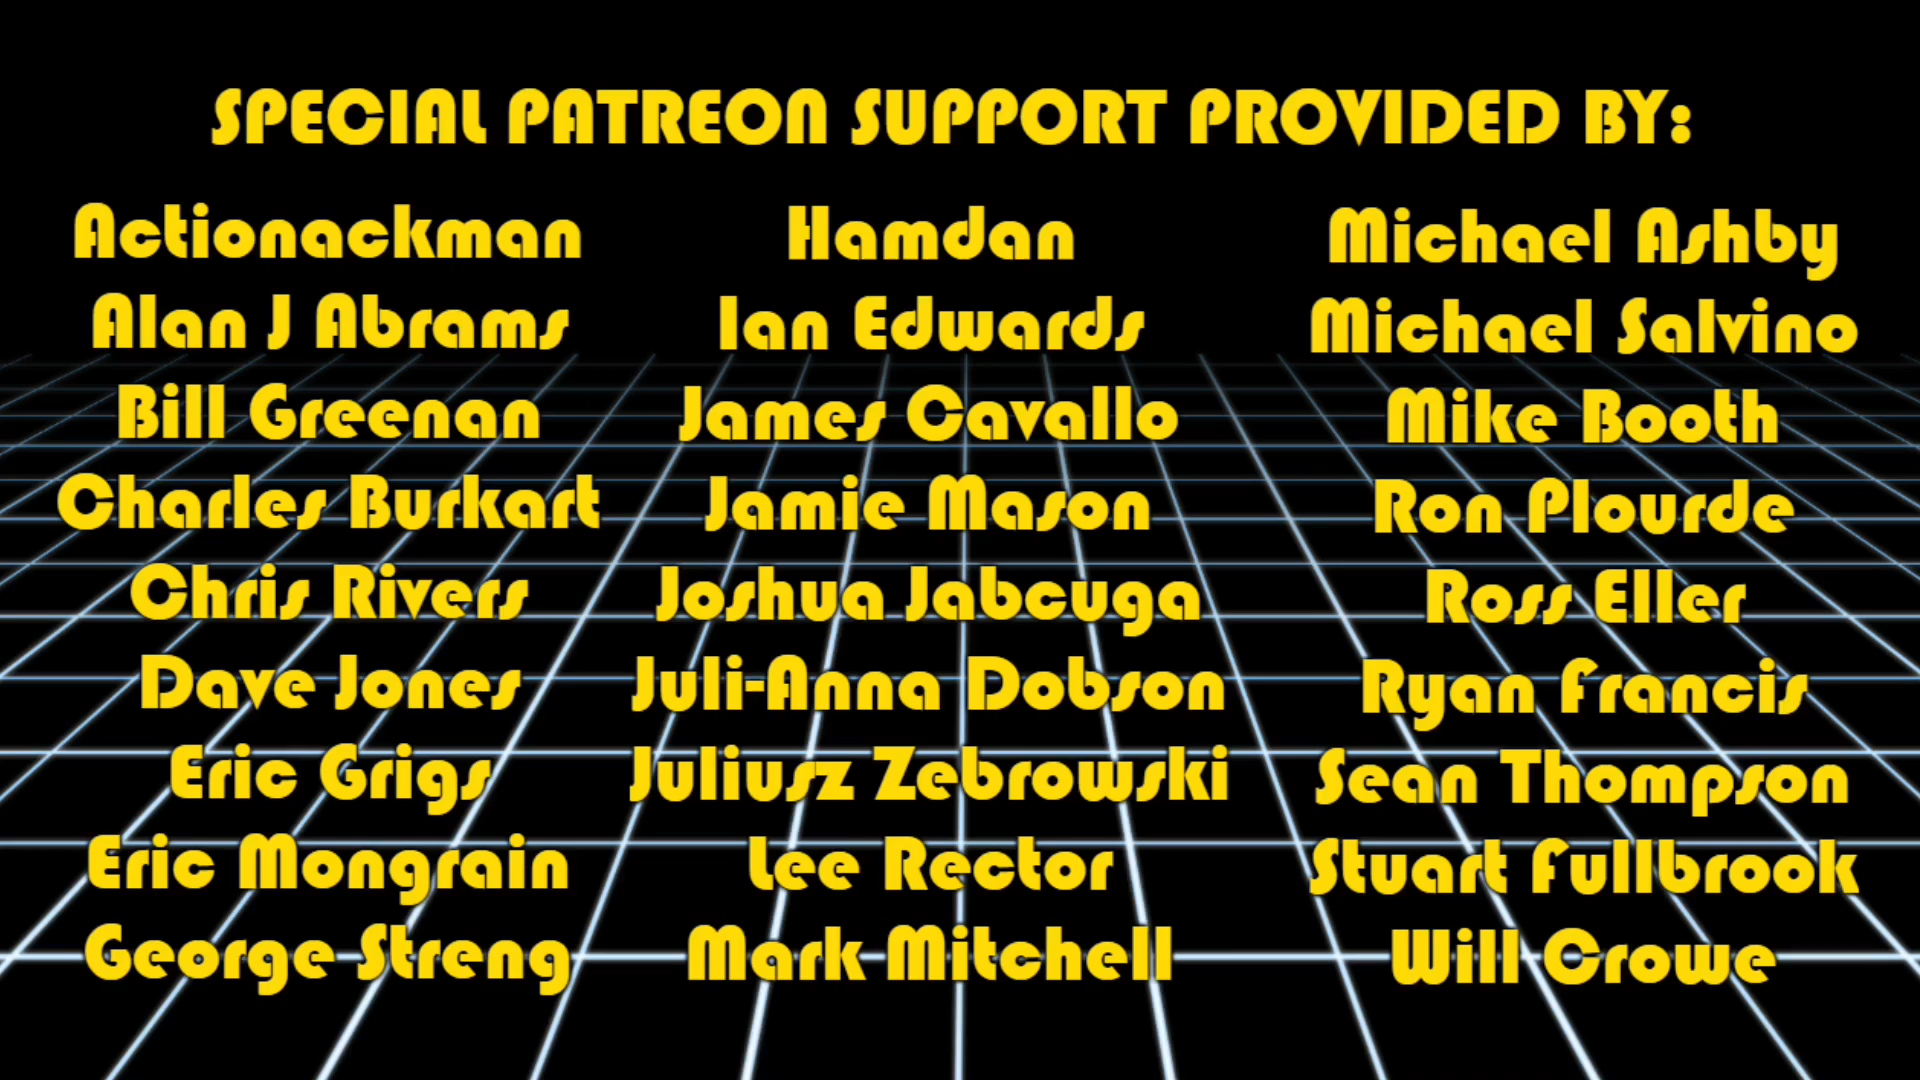 SPECIAL PATREON SUPPORT PROVIDED BY:
Actionackman
Alan J Abrams
Bill Greenan
Charles Burkart
Chris Rivers
Dave Jones
Eric Grigs
Eric Mongrain
George Streng
Hamdan
Ian Edwards
James Cavallo
Jamie Mason
Joshua Jabcuga
Juli-Anna Dobson
Juliusz Zebrowski
Lee Rector
Mark Mitchell
Michael Ashby
Michael Salvino
Mike Booth
Ron Plourde
Ross Eller
Ryan Francis
Sean Thompson
Stuart Fullbrook
Will Crowe